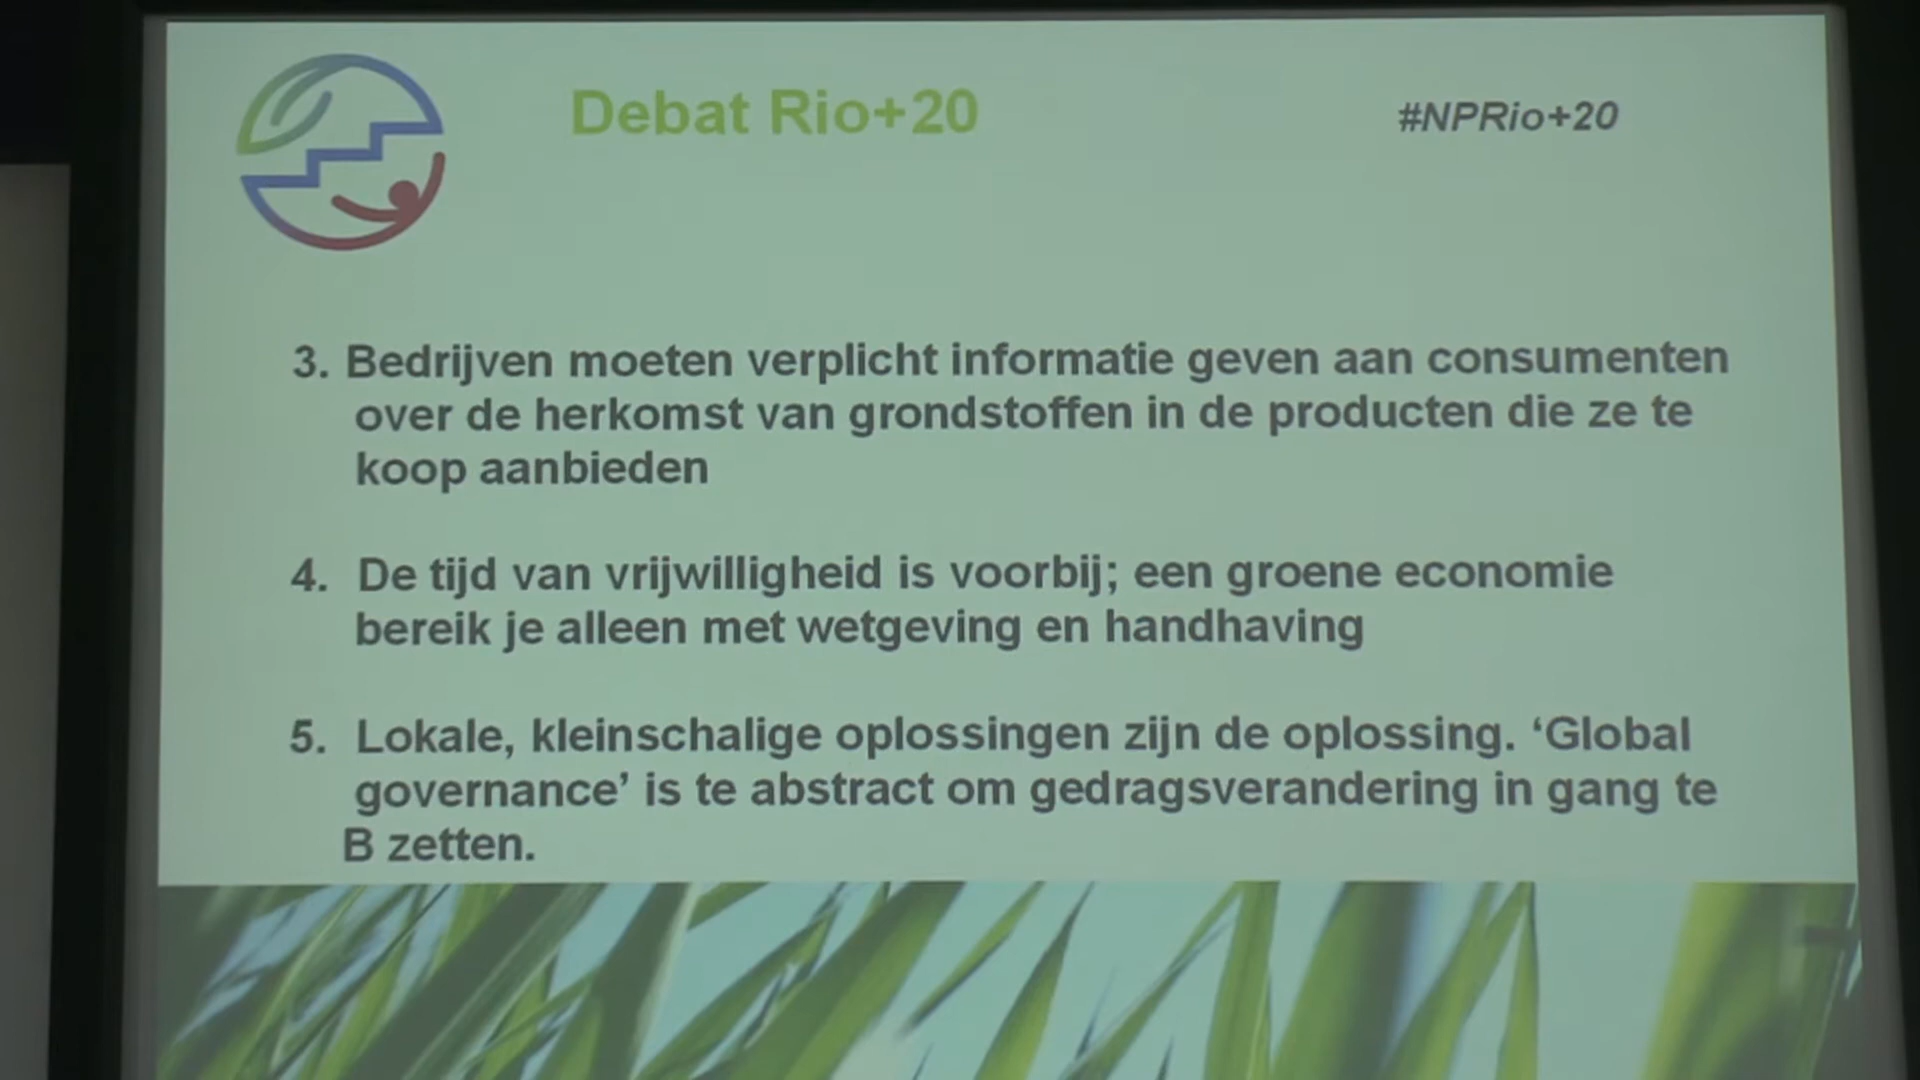 Debat Rio+20
#NPRio+20
3. Bedrijven moeten verplicht informatie geven aan consumenten
over de herkomst van grondstoffen in de producten die ze te
koop aanbieden
4. De tijd van vrijwilligheid is voorbij; een groene economie
bereik je alleen met wetgeving en handhaving
5. Lokale, kleinschalige oplossingen zijn de oplossing. ‘Global
governance’ is te abstract om gedragsverandering in gang te
B zetten.